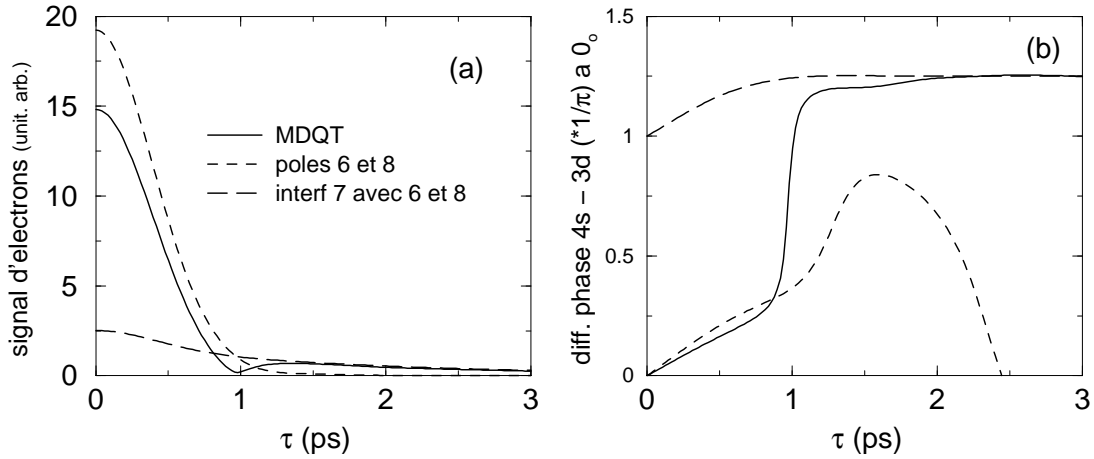 20
15
10
5
0
0
1
2
3
signal d'electrons (unit. arb.)
τ (ps)
(a)
MDQT
poles 6 et 8
interf 7 avec 6 et 8
1.5
1
0.5
0
0
1
2
3
diff. phase 4s − 3d (*1/π) a 0o
τ (ps)
(b)